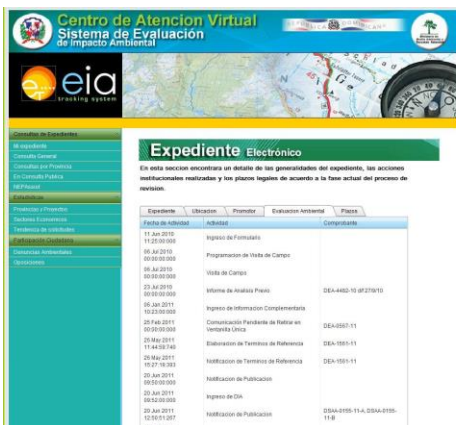 Centro de Atencion Virtual
Sistema de Evaluación
de Impacto Ambiental
REPUBLICA DOMINICANA
eia
tracking system
Consultas de Expedientes
Mi expediente
Consulta General
Consultas por Provincia
En Consulta Publica
NEPAssist
Estadisticas
Provincias y Proyectos
Sectores Economicos
Tendencia de solicitudes
Participación Ciudadana
Denuncias Ambientales
Oposiciones
Expediente Electrónico
En esta seccion encontrara un detalle de las generalidades del expediente, las acciones
institucionales realizadas y los plazos legales de acuerdo a la fase actual del proceso de
revision.
Expediente Ubicacion Promotor Evaluacion Ambiental Plazos
Fecha de Actividad Actividad Comprobante
11 Jun 2010
11:25:00:000 Ingreso de Formulario
06 Jul 2010
00:00:00:000 Programacion de Visita de Campo
06 Jul 2010
00:00:00:000 Visita de Campo
23 Jul 2010
00:00:00:000 Informe de Analisis Previo DEA-4492-10
06 Jan 2011
10:23:00:000 Ingreso de Informacion Complementaria
25 Feb 2011
00:00:00:000 Comunicación Pendiente de Retirar en
Ventanilla Única DEA-0557-11
26 May 2011
11:44:59:740 Elaboracion de Terminos de Referencia DEA-1551-11
26 May 2011
15:27:16:393 Notificacion de Terminos de Referencia DEA-1551-11
20 Jun 2011
09:50:00:000 Notificacion de Publicacion
20 Jun 2011
09:52:00:000 Ingreso de DIA
20 Jun 2011
12:50:51:207 Notificacion de Publicacion DSAA-0155-11-A, DSAA-0155-
11-B